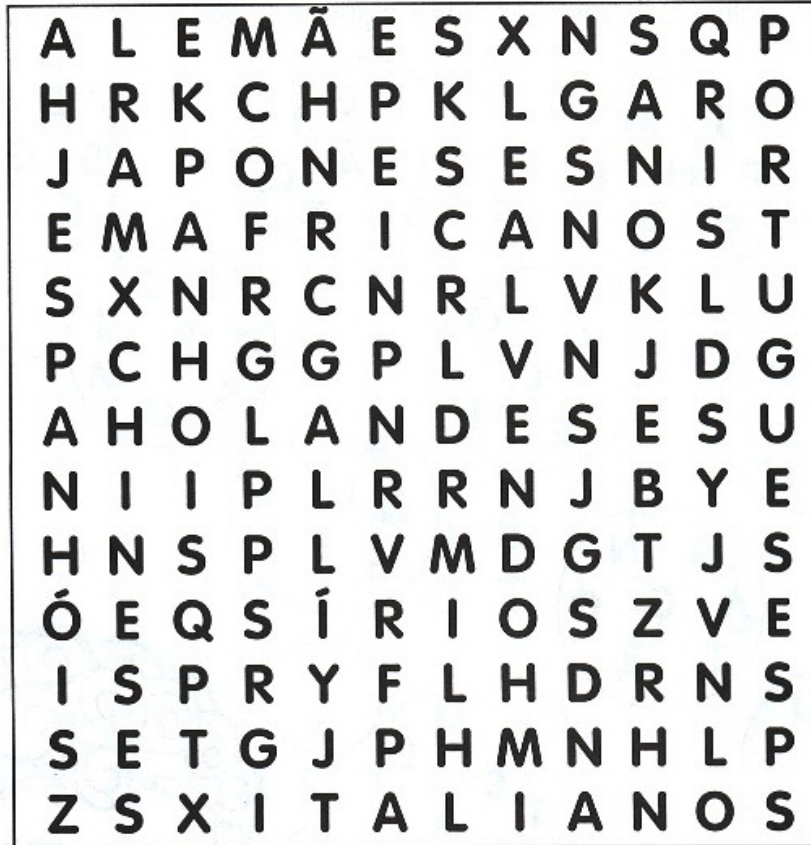 A L E M Ã E S X N S Q P
H R K C H P K L G A R O
J A P O N E S E S N I R
E M A F R I C A N O S T
S X N R C N R L V K L U
P C H G G P L V N J D G
A H O L A N D E S E S U
N I I P L R R N J B Y E
H N S P L V M D G T J S
Ó E Q S Í R I O S Z V E
I S P R Y F L H D R N S
S E T G J P H M N H L P
Z S X I T A L I A N O S